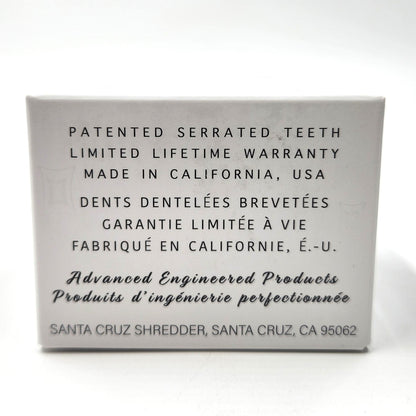 PATENTED SERRATED TEETH
LIMITED LIFETIME WARRANTY
MADE IN CALIFORNIA, USA
DENTS DENTELÉES BREVETÉES
GARANTIE LIMITÉE À VIE
FABRIQUÉ EN CALIFORNIE, É.-U.
Advanced Engineered Products
Produits d'ingénierie perfectionnée
SANTA CRUZ SHREDDER, SANTA CRUZ, CA 95062